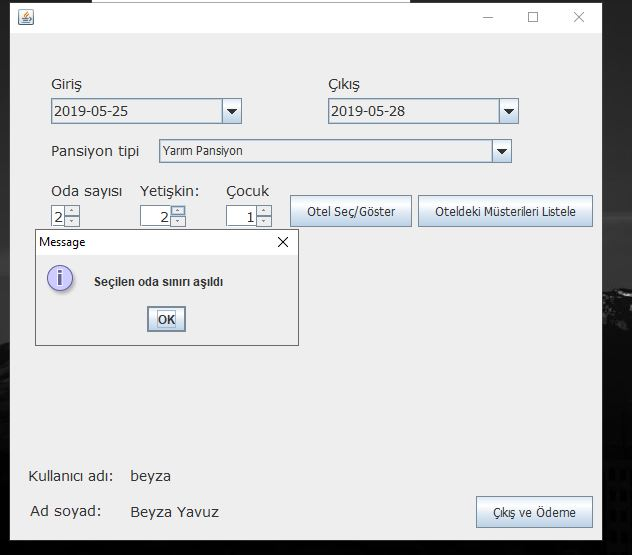 Giriş
Çıkış
2019-05-25
2019-05-28
Pansiyon tipi
Yarım Pansiyon
Oda sayısı
Yetişkin:
Çocuk
2
2
1
Otel Seç/Göster
Oteldeki Müsterileri Listele
Message
Seçilen oda sınırı aşıldı
OK
Kullanıcı adı:
beyza
Ad soyad:
Beyza Yavuz
Çıkış ve Ödeme